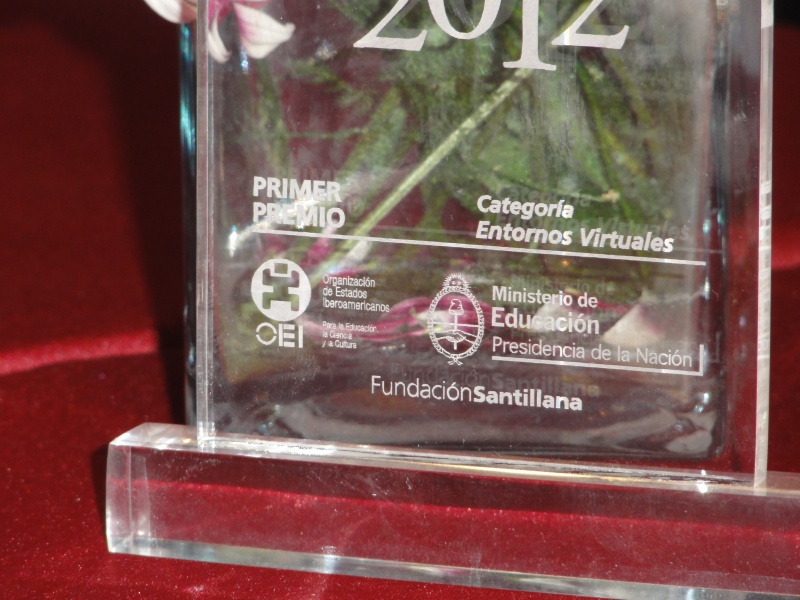 2012
PRIMER
PREMIO
Categoría
Entornos Virtuales
OEI
Organización
de Estados
Iberoamericanos
Para la Educación,
la Ciencia
y la Cultura
Ministerio de
Educación
Presidencia de la Nación
FundaciónSantillana